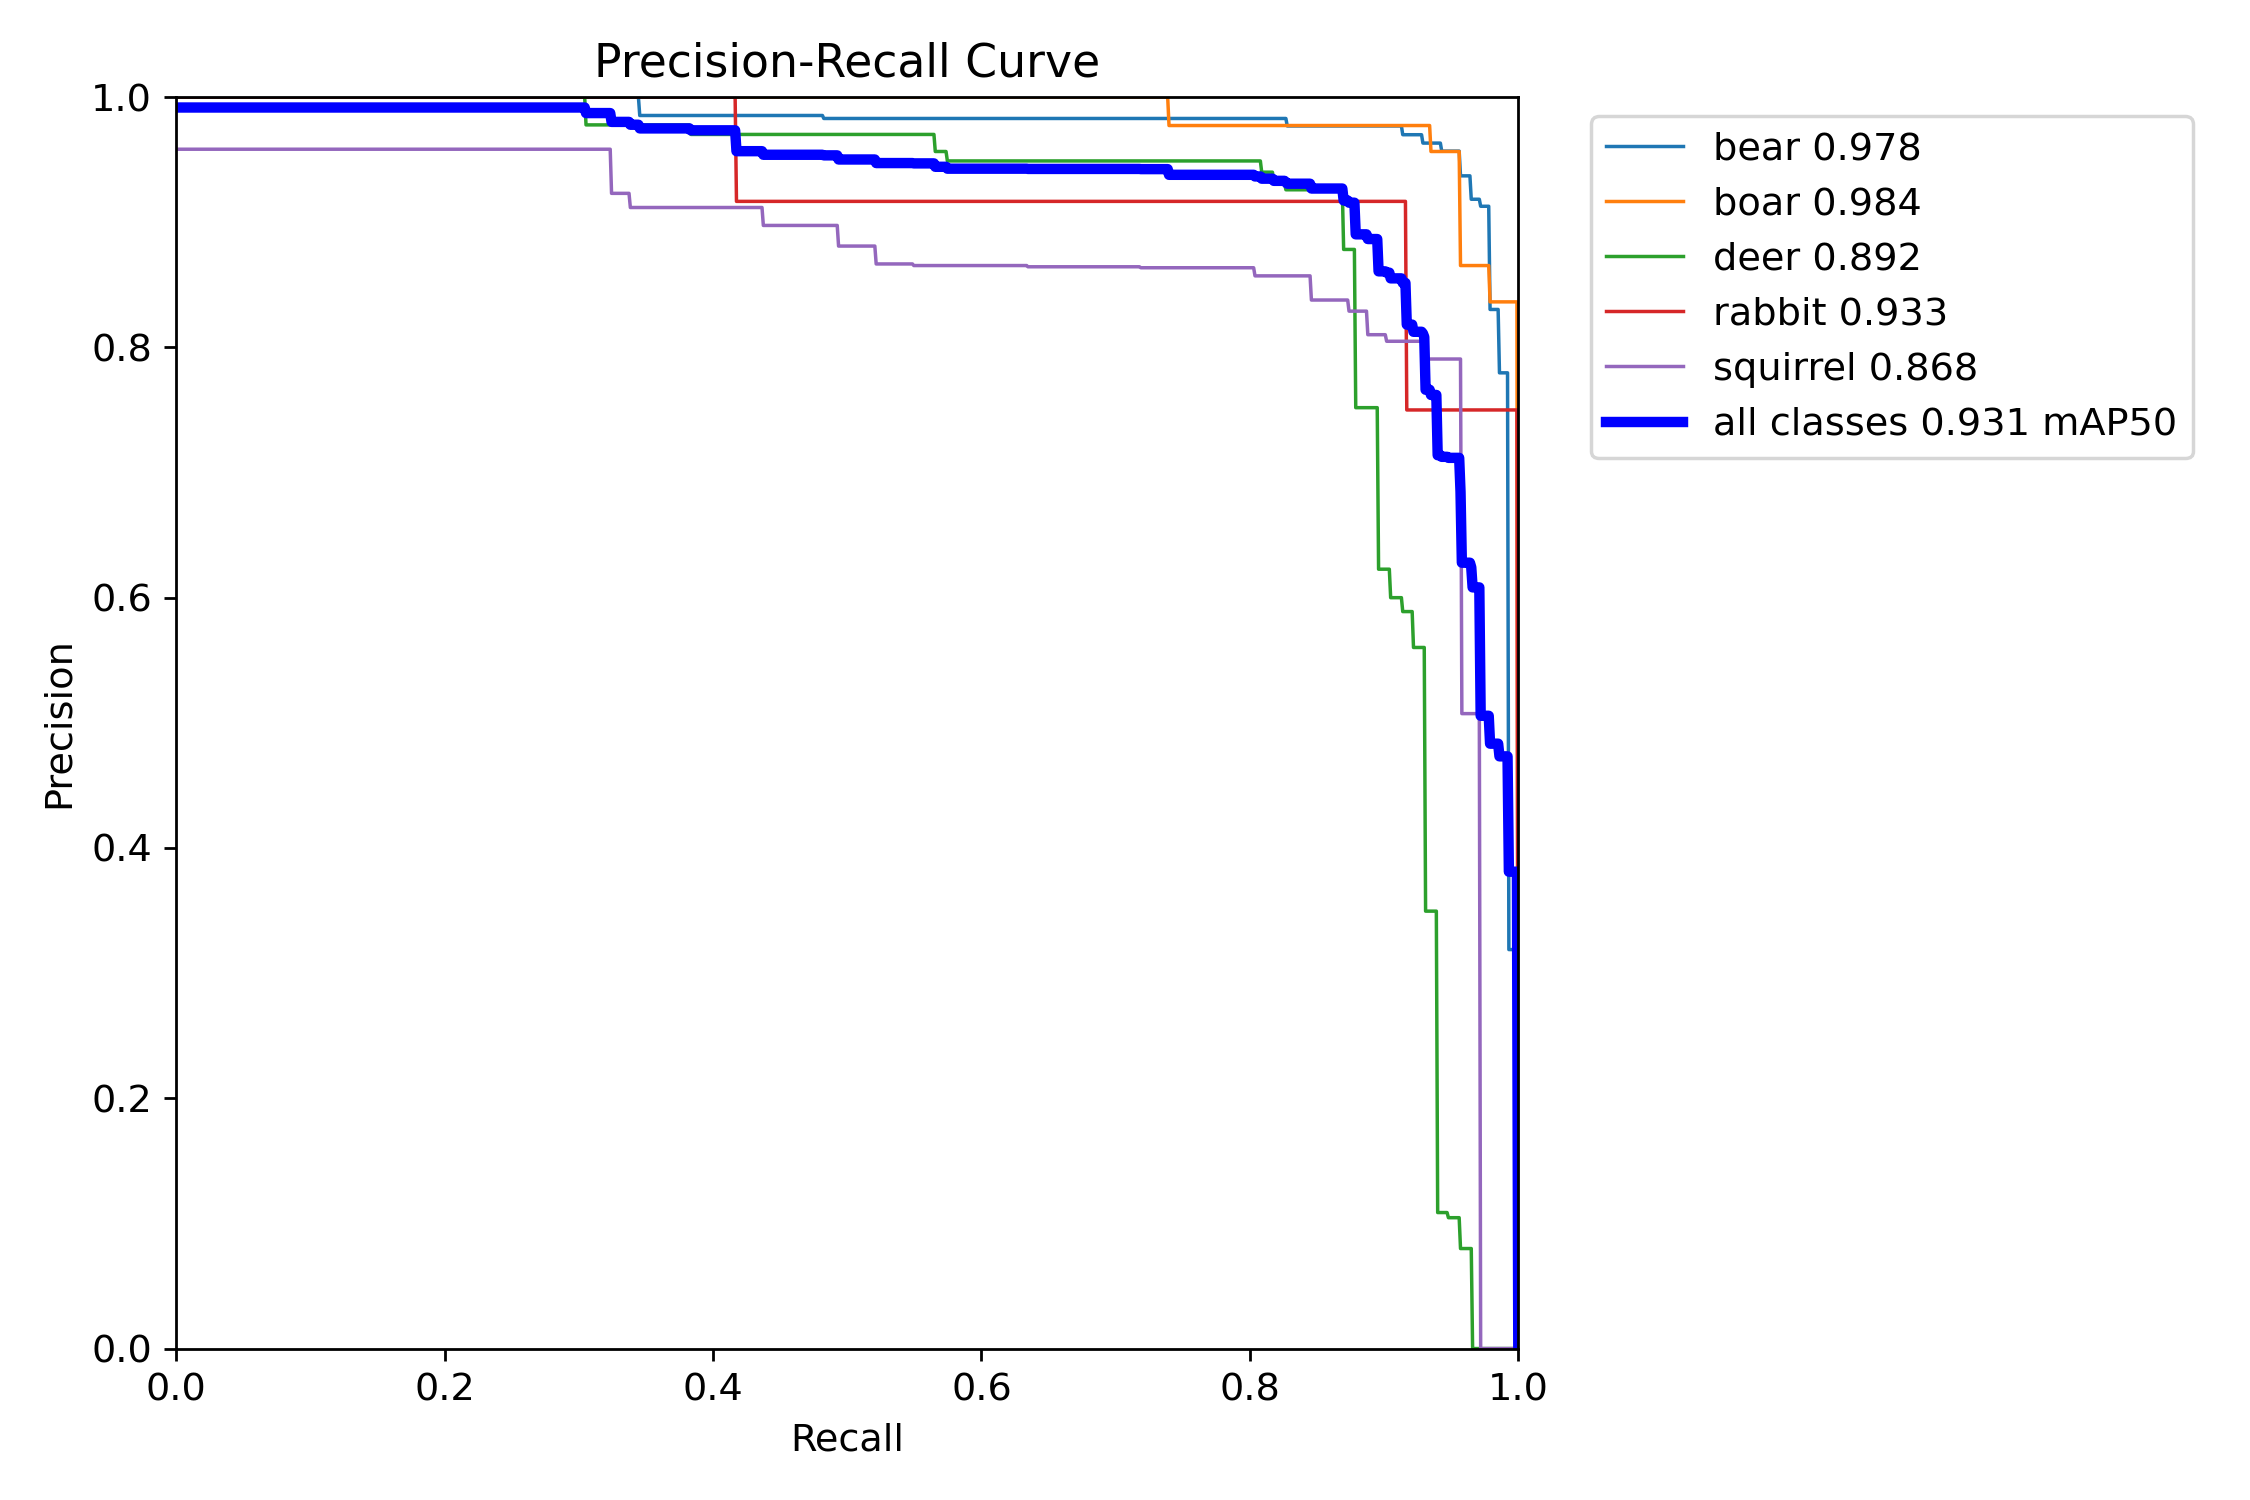 Precision-Recall Curve
1.0
0.8
0.6
0.4
0.2
0.0
Precision
0.0 0.2 0.4 0.6 0.8 1.0
Recall
bear 0.978
boar 0.984
deer 0.892
rabbit 0.933
squirrel 0.868
all classes 0.931 mAP50